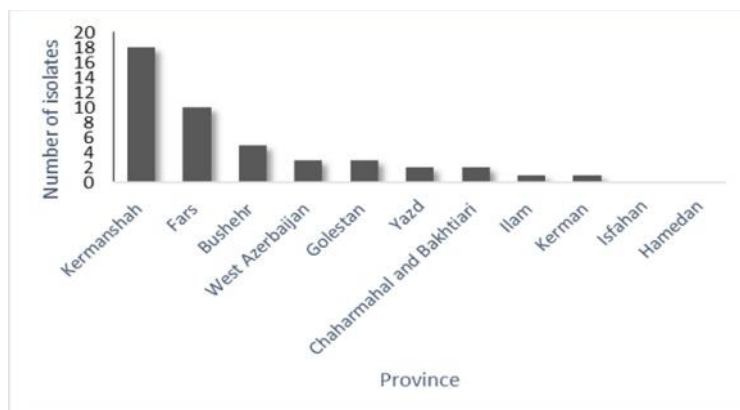 Number of isolates
20
18
16
14
12
10
8
6
4
2
0
Kermanshah
Fars
Bushehr
West Azerbaijan
Golestan
Yazd
Chaharmahal and Bakhtiari
Ilam
Kerman
Isfahan
Hamedan
Province